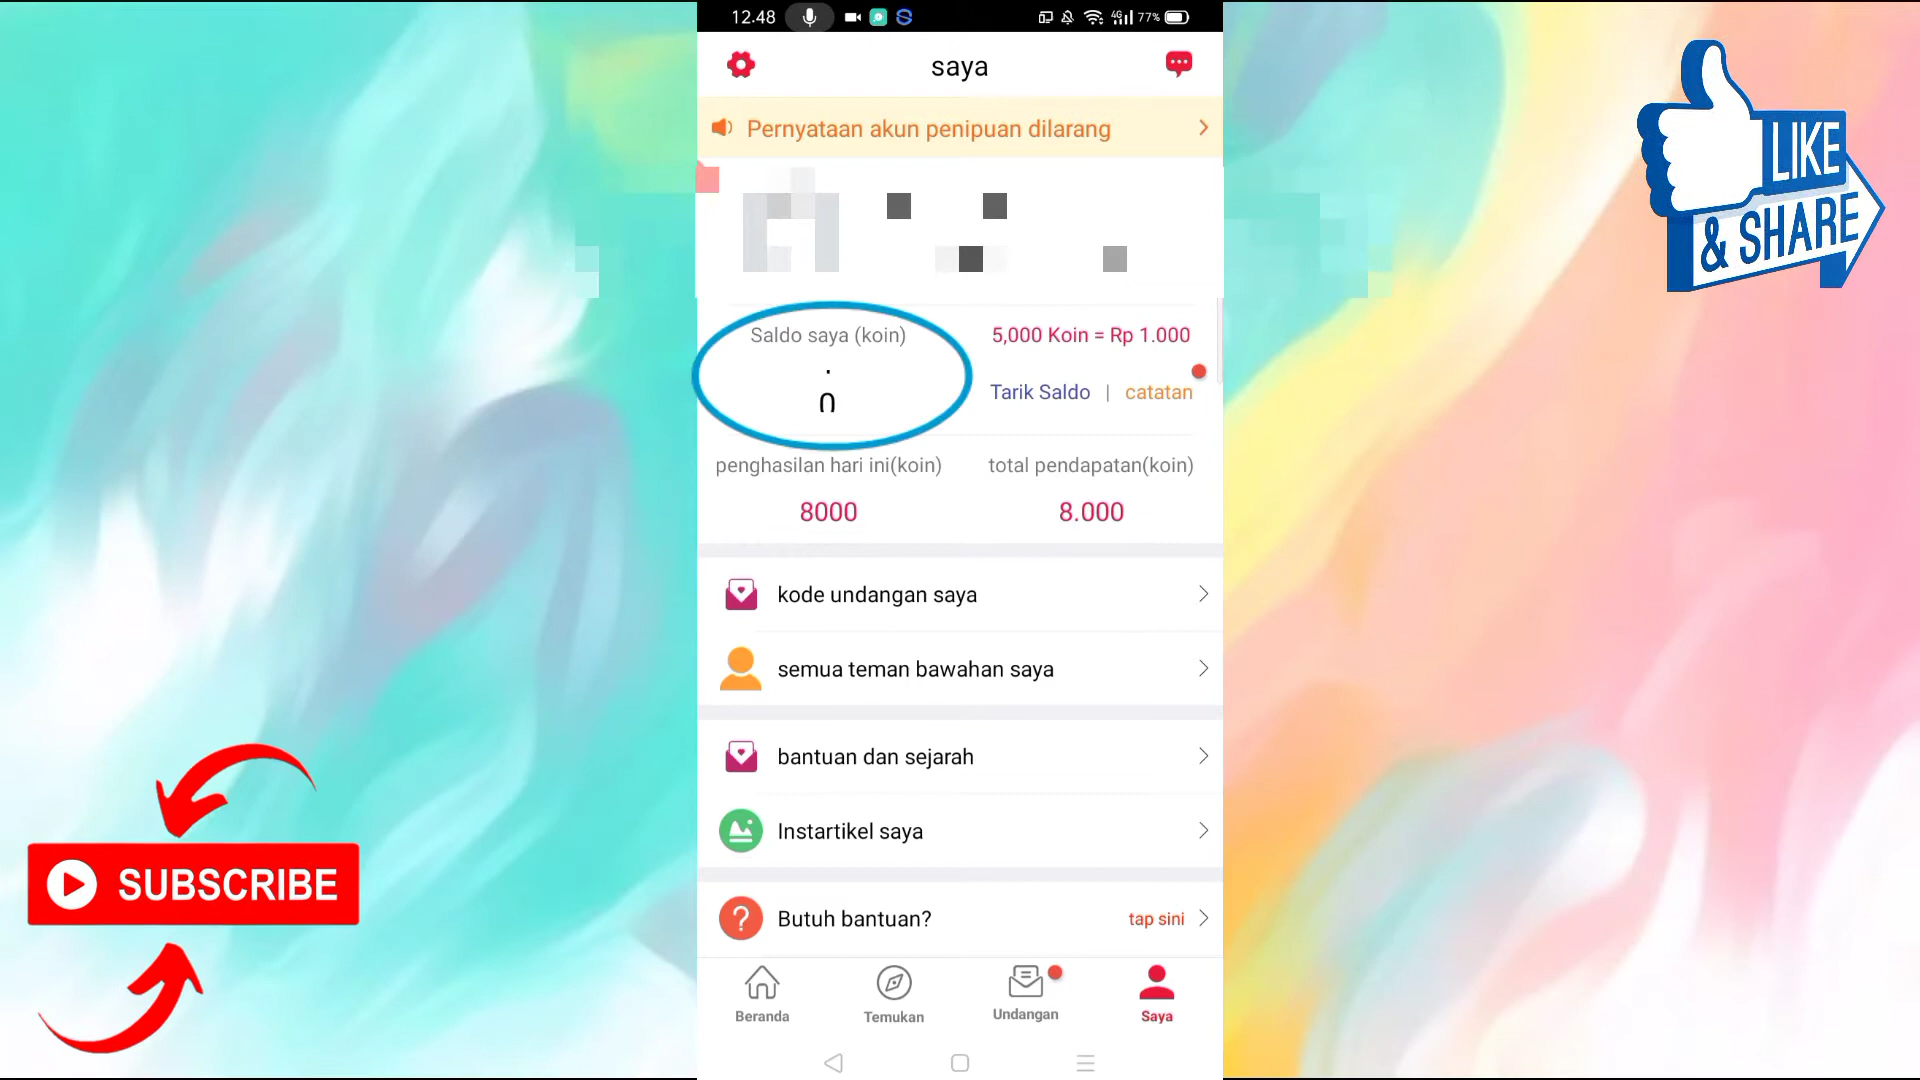 12.48
4G
77%
saya
Pernyataan akun penipuan dilarang
LIKE
& SHARE
Saldo saya (koin)
5,000 Koin = Rp 1.000
0
Tarik Saldo | catatan
penghasilan hari ini(koin)
total pendapatan(koin)
8000
8.000
kode undangan saya
semua teman bawahan saya
bantuan dan sejarah
Instartikel saya
SUBSCRIBE
Butuh bantuan?
tap sini
Beranda
Temukan
Undangan
Saya